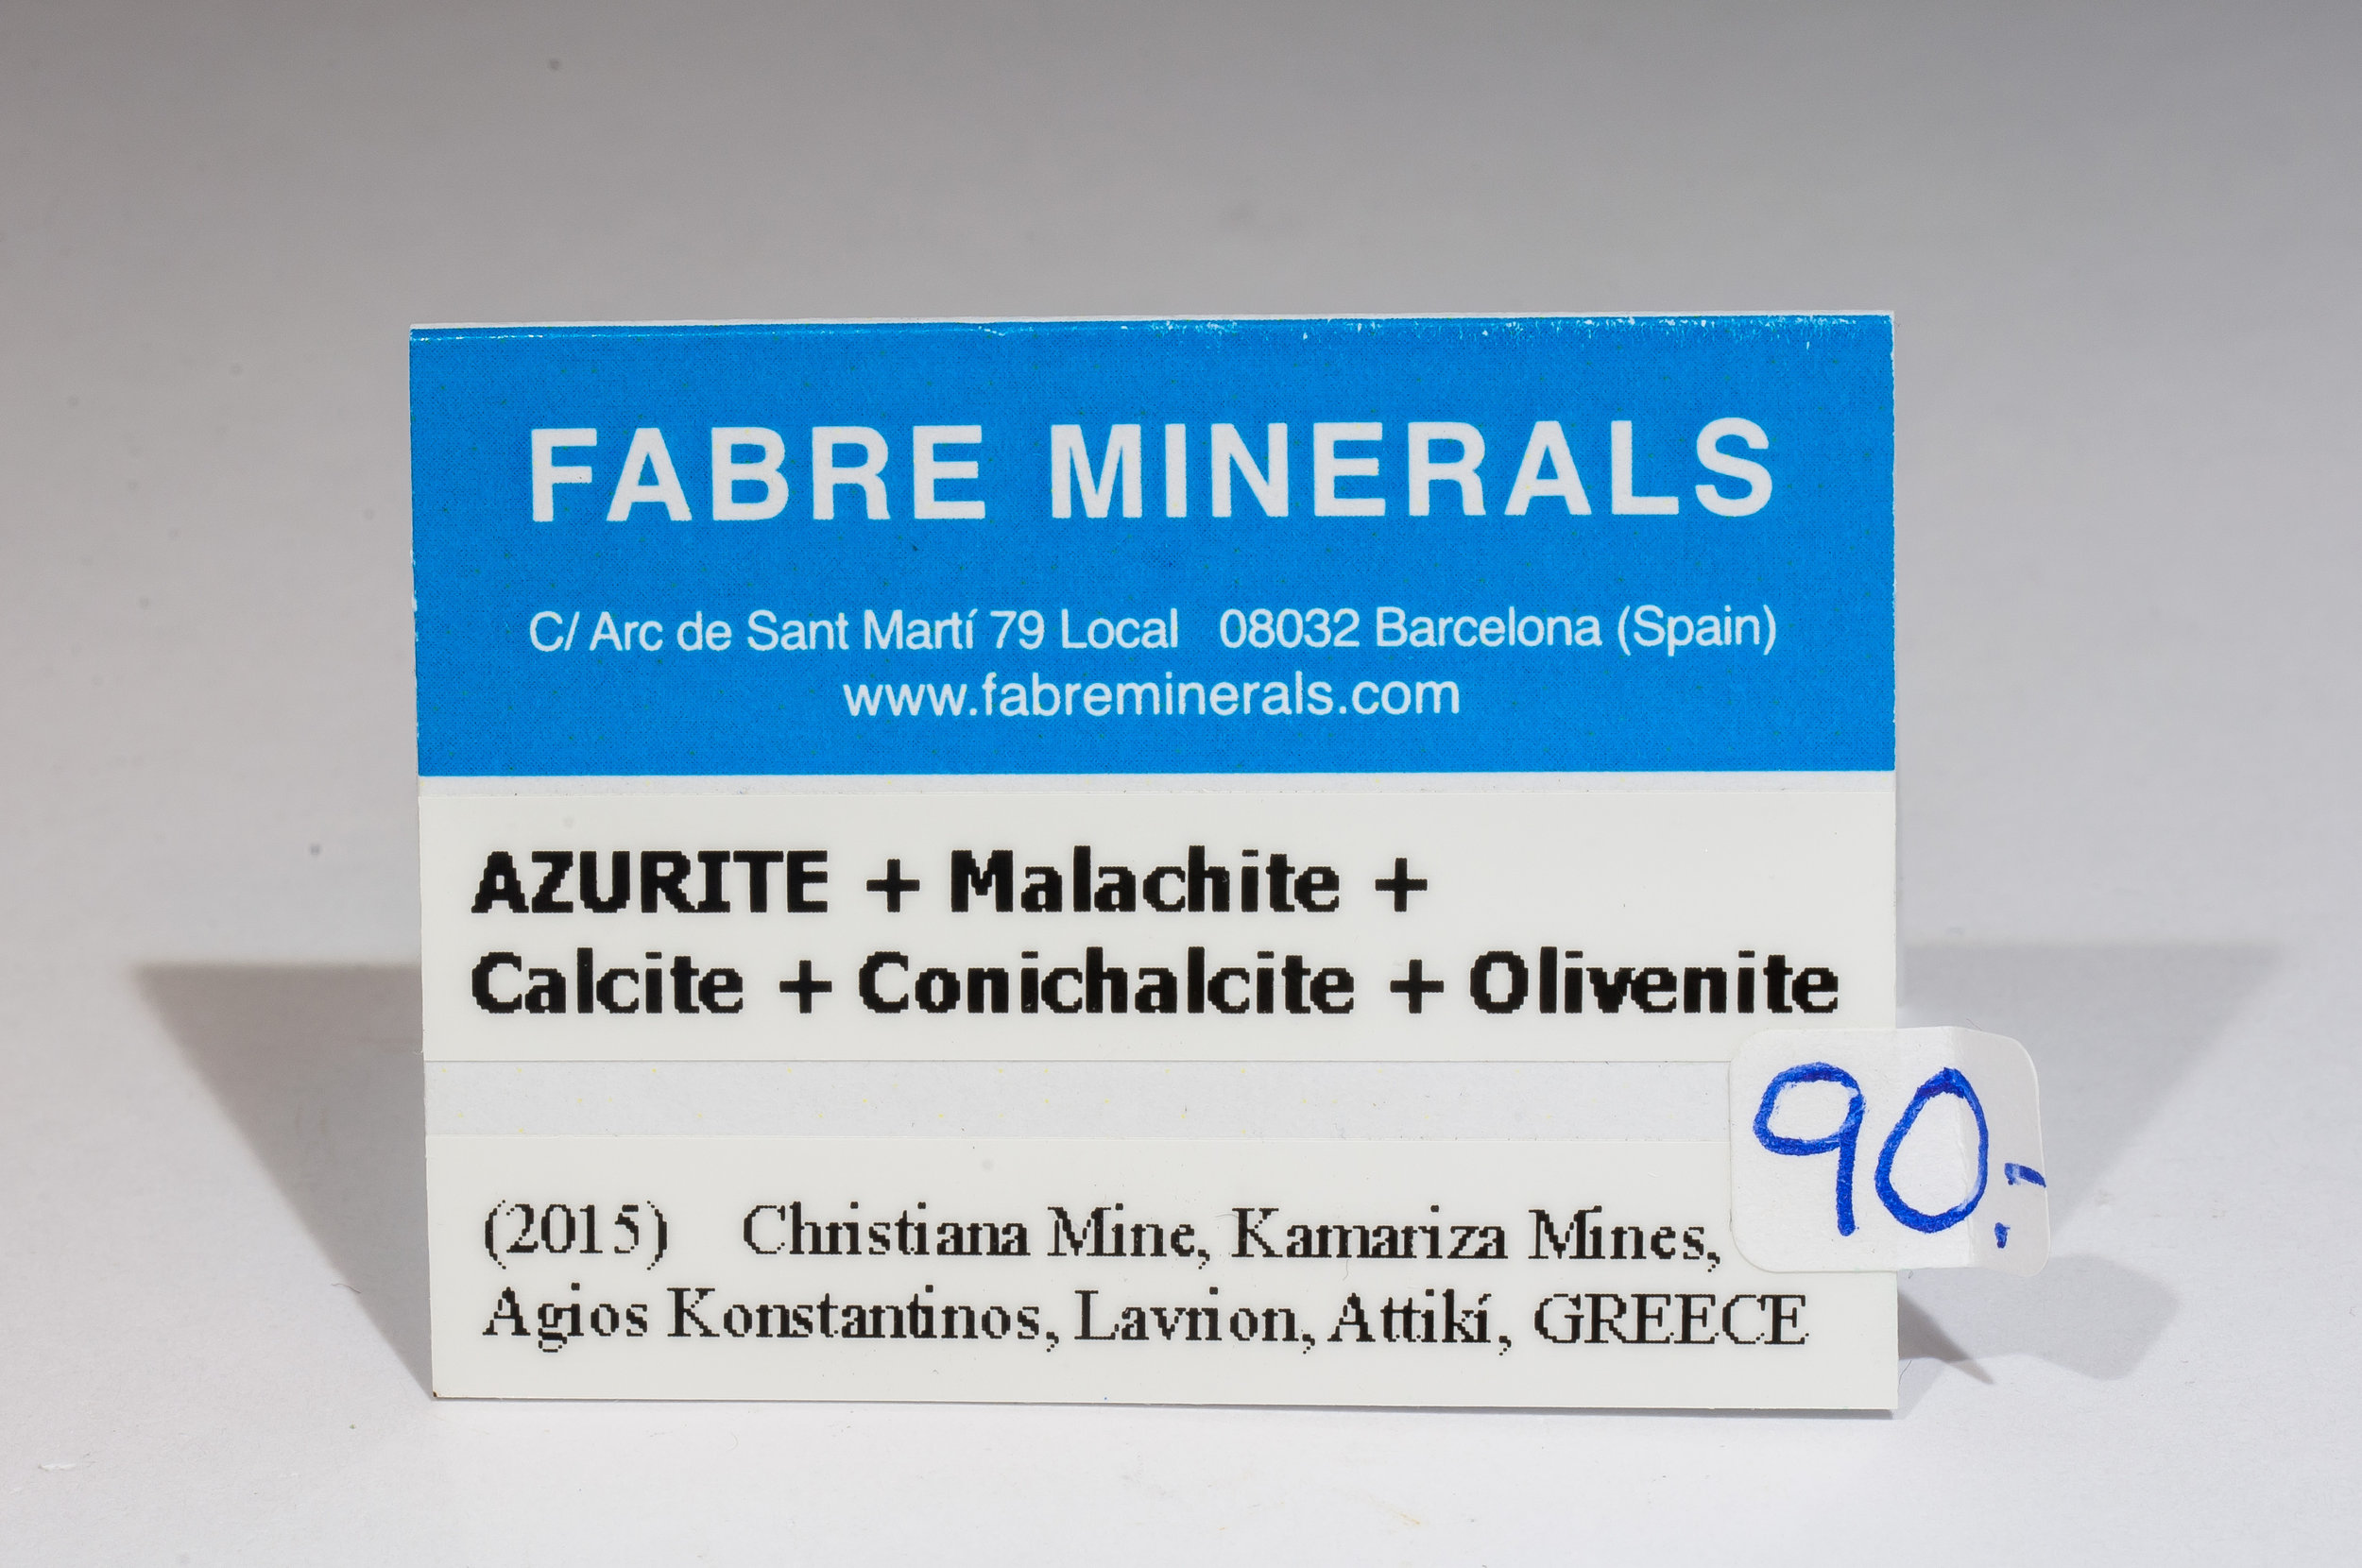 FABRE MINERALS
C/ Arc de Sant Martí 79 Local 08032 Barcelona (Spain)
www.fabreminerals.com
AZURITE + Malachite +
Calcite + Conichalcite + Olivenite
90.-
(2015) Christiana Mine, Kamariza Mines,
Agios Konstantinos, Lavrion, Attikí, GREECE